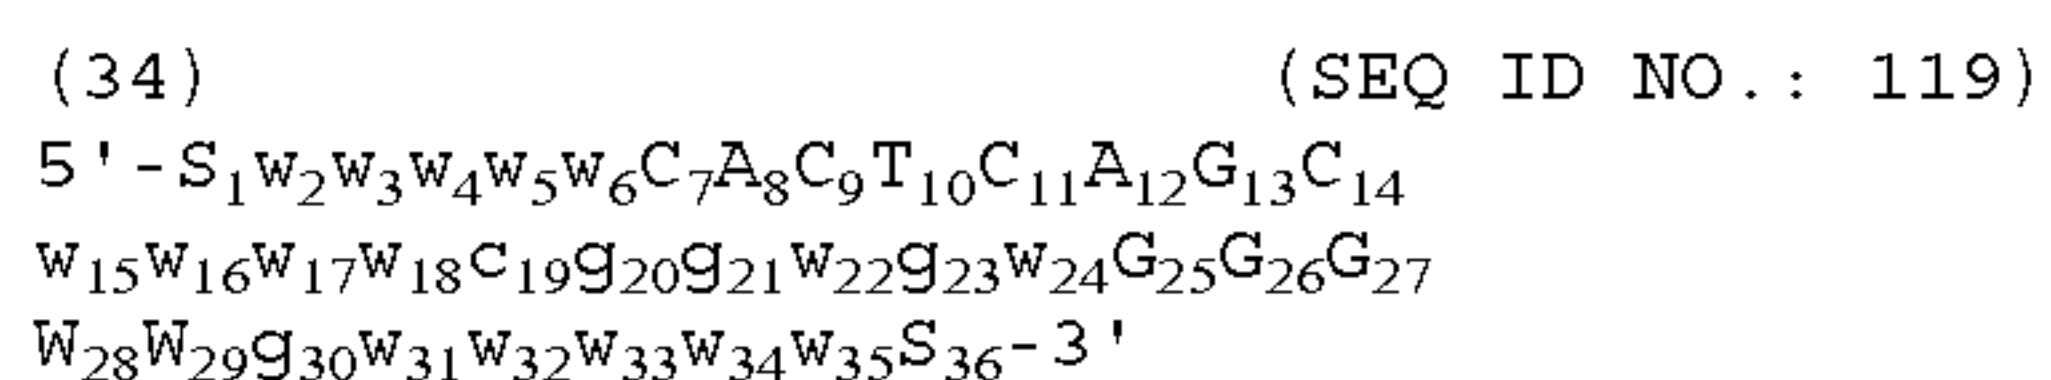 (34) (SEQ ID NO.: 119)
5'-S₁w₂w₃w₄w₅w₆C₇A₈C₉T₁₀C₁₁A₁₂G₁₃C₁₄
w₁₅w₁₆w₁₇w₁₈c₁₉g₂₀g₂₁w₂₂g₂₃w₂₄G₂₅G₂₆G₂₇
W₂₈W₂₉g₃₀w₃₁w₃₂w₃₃w₃₄w₃₅S₃₆-3'